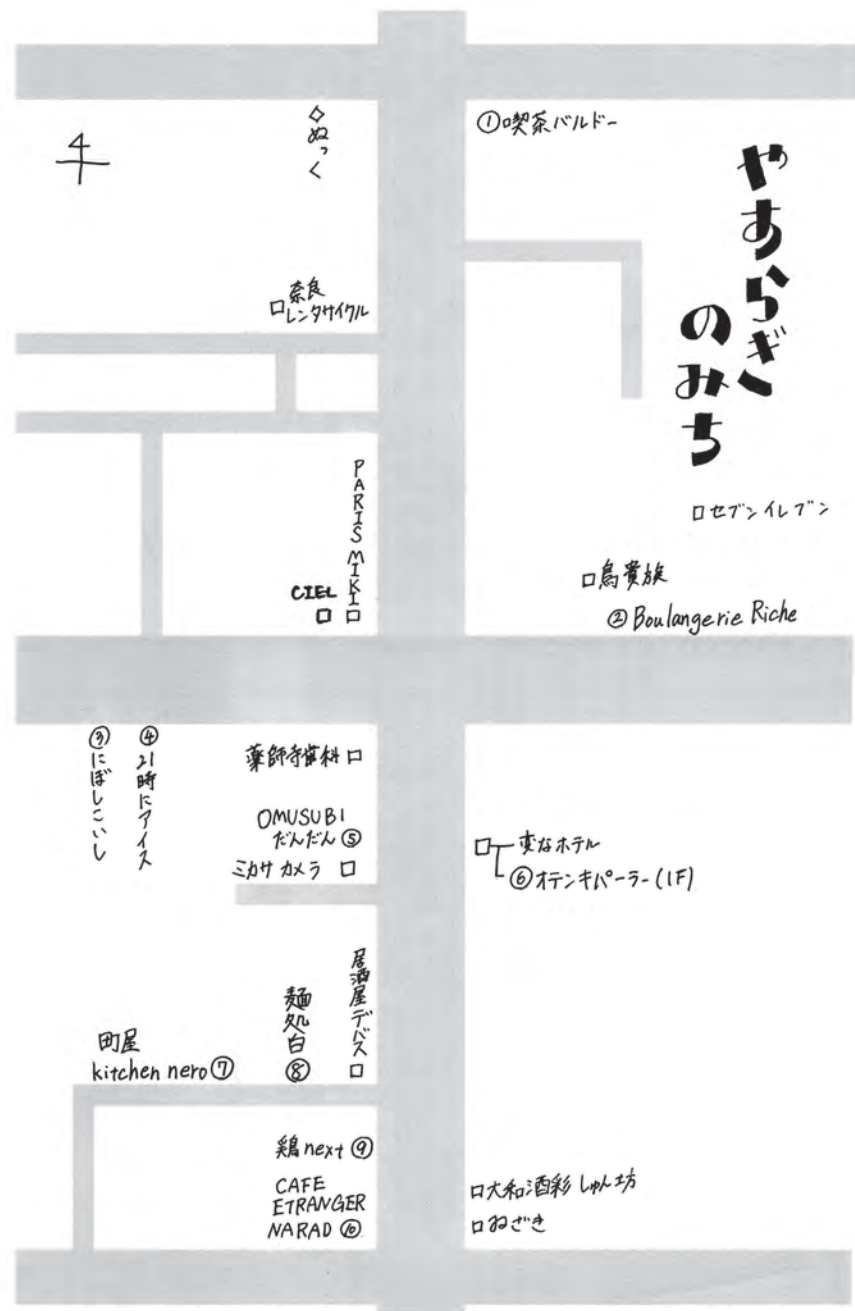 ①喫茶バルドー
ぬっく
やすらぎ
のみち
奈良
レンタサイクル
PARIS MIKI
CIEL
セブンイレブン
鳥貴族
② Boulangerie Riche
③にぼしこいし
④21時にアイス
薬師寺歯科
OMUSUBI
だんだん⑤
ミカサカメラ
変なホテル
⑥オテンキパーラー(1F)
居酒屋デバス
麺処白⑧
町屋
kitchen nero⑦
鶏next⑨
CAFE
ETRANGER
NARAD⑩
大和酒彩しゅん坊
おざき